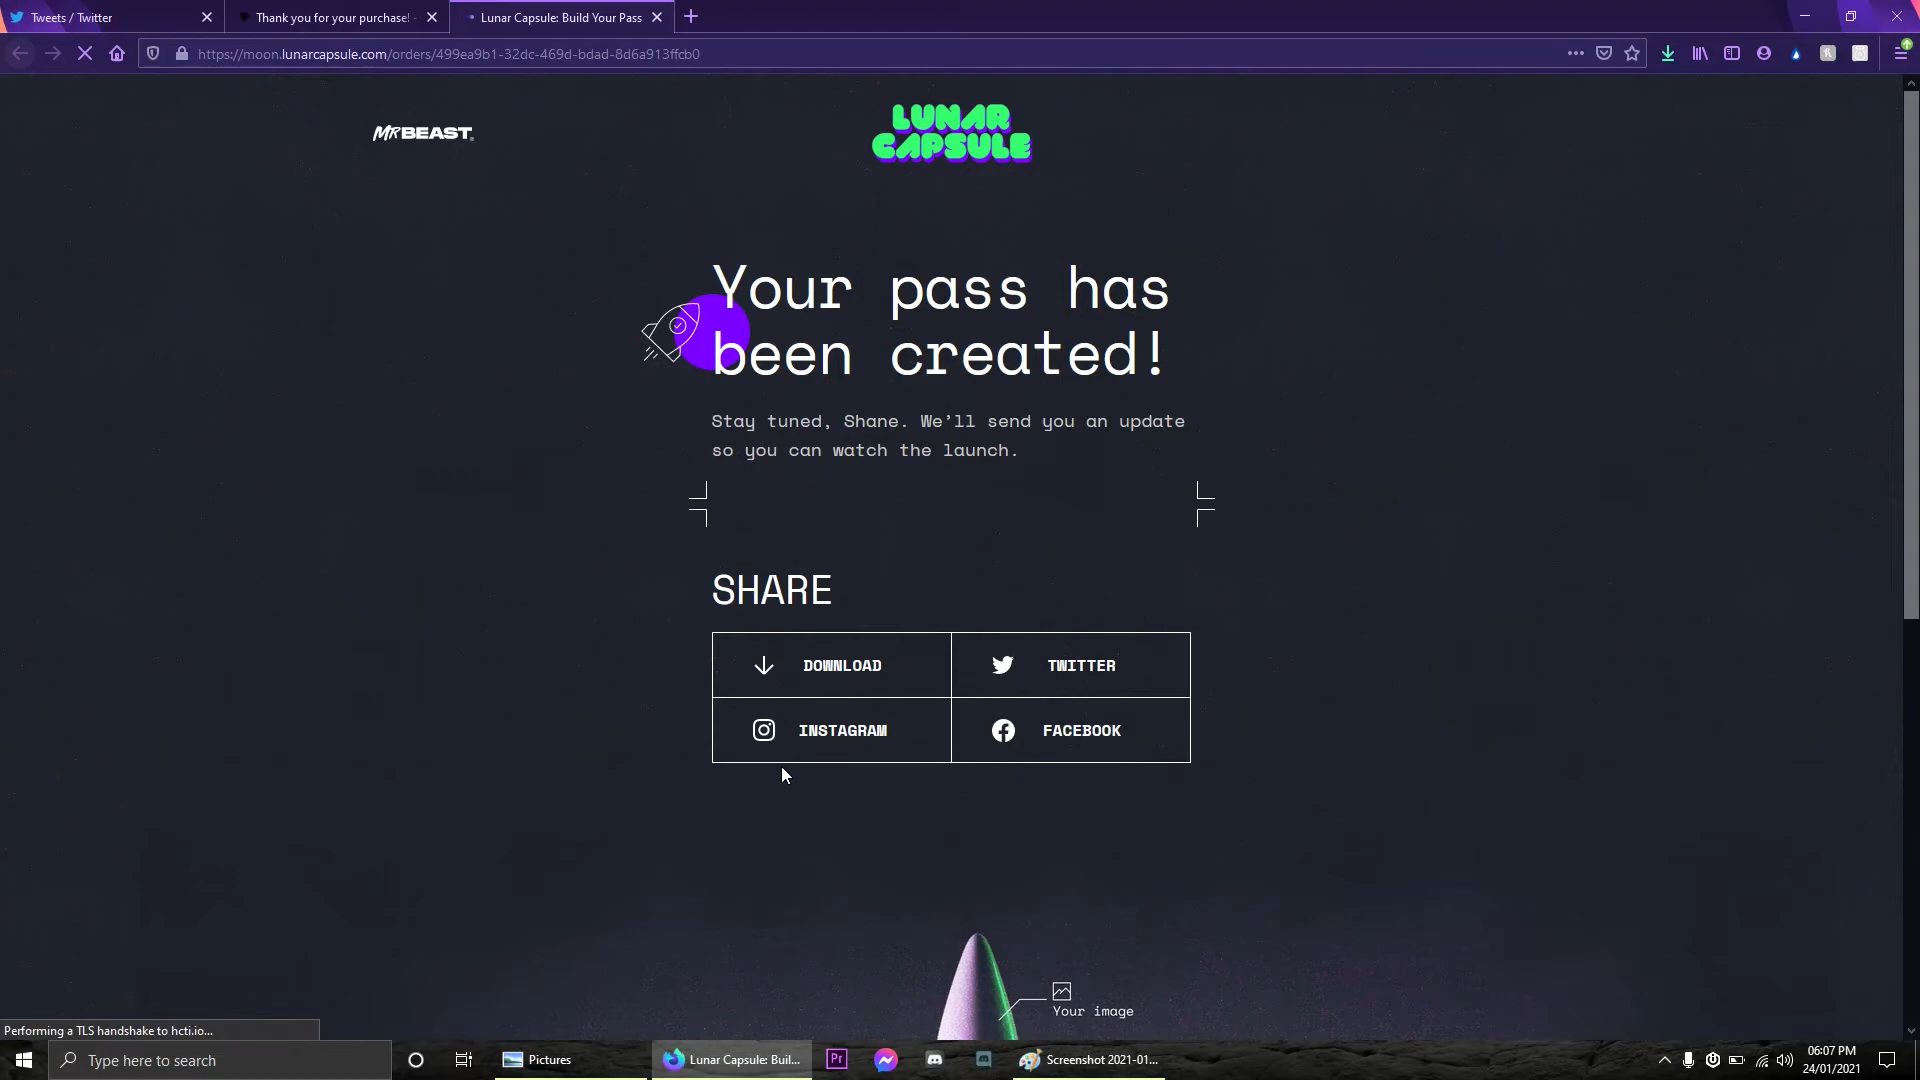 Tweets / Twitter
Thank you for your purchase! -
Lunar Capsule: Build Your Pass
https://moon.lunarcapsule.com/orders/499ea9b1-32dc-469d-bdad-8d6a913ffcb0
MRBEAST
LUNAR
CAPSULE
Your pass has
been created!
Stay tuned, Shane. We’ll send you an update
so you can watch the launch.
SHARE
DOWNLOAD
TWITTER
INSTAGRAM
FACEBOOK
Your image
Performing a TLS handshake to hcti.io...
Type here to search
Pictures
Lunar Capsule: Buil...
Pr
Screenshot 2021-01...
06:07 PM
24/01/2021